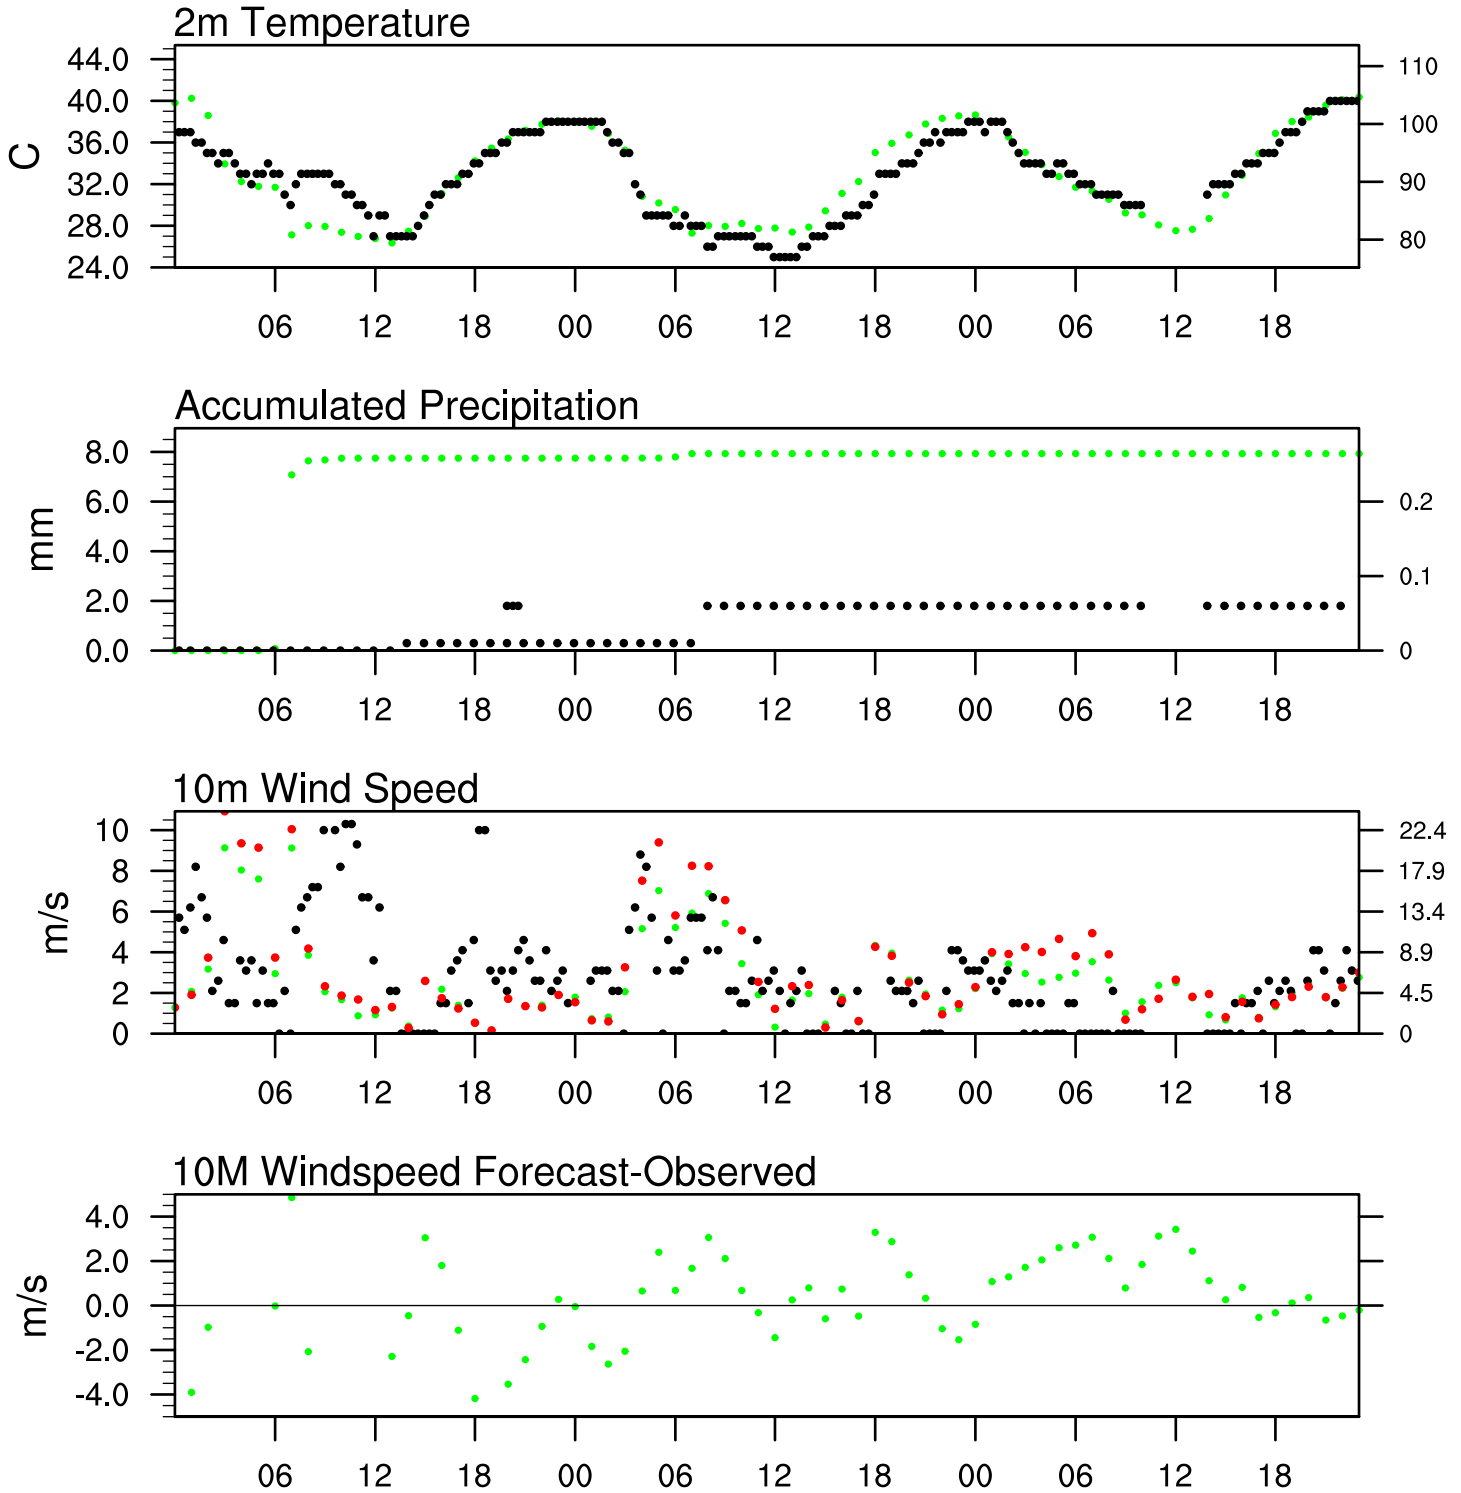 2m Temperature
44.0
40.0
36.0
32.0
28.0
24.0
C
110
100
90
80
06 12 18 00 06 12 18 00 06 12 18
Accumulated Precipitation
8.0
6.0
4.0
2.0
0.0
mm
0.2
0.1
0
06 12 18 00 06 12 18 00 06 12 18
10m Wind Speed
10
8
6
4
2
0
m/s
22.4
17.9
13.4
8.9
4.5
0
06 12 18 00 06 12 18 00 06 12 18
10M Windspeed Forecast-Observed
4.0
2.0
0.0
-2.0
-4.0
m/s
06 12 18 00 06 12 18 00 06 12 18